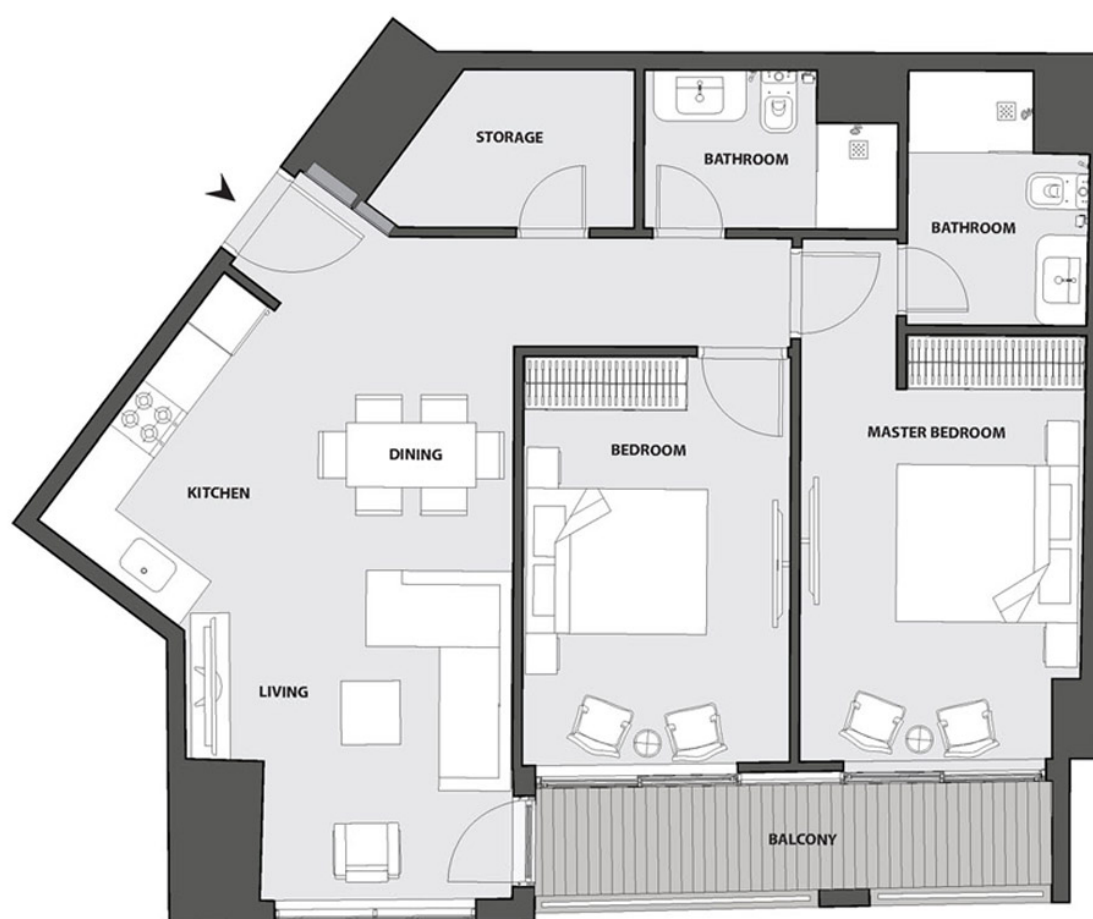 STORAGE
BATHROOM
BATHROOM
MASTER BEDROOM
BEDROOM
DINING
KITCHEN
LIVING
BALCONY